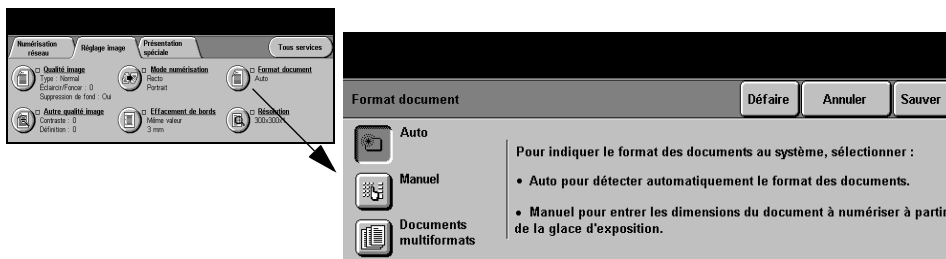 Numérisation réseau
Réglage image
Présentation spéciale
Tous services
Qualité image
Type : Normal
Eclaircir/Foncer : 0
Suppression de fond : Oui
Mode numérisation
Recto
Portrait
Format document
Auto
Autre qualité image
Contraste : 0
Définition : 0
Effacement de bords
Même valeur
3 mm
Résolution
300x300
Format document
Défaire
Annuler
Sauver
Auto
Manuel
Documents
multiformats
Pour indiquer le format des documents au système, sélectionner :
• Auto pour détecter automatiquement le format des documents.
• Manuel pour entrer les dimensions du document à numériser à partir
de la glace d'exposition.